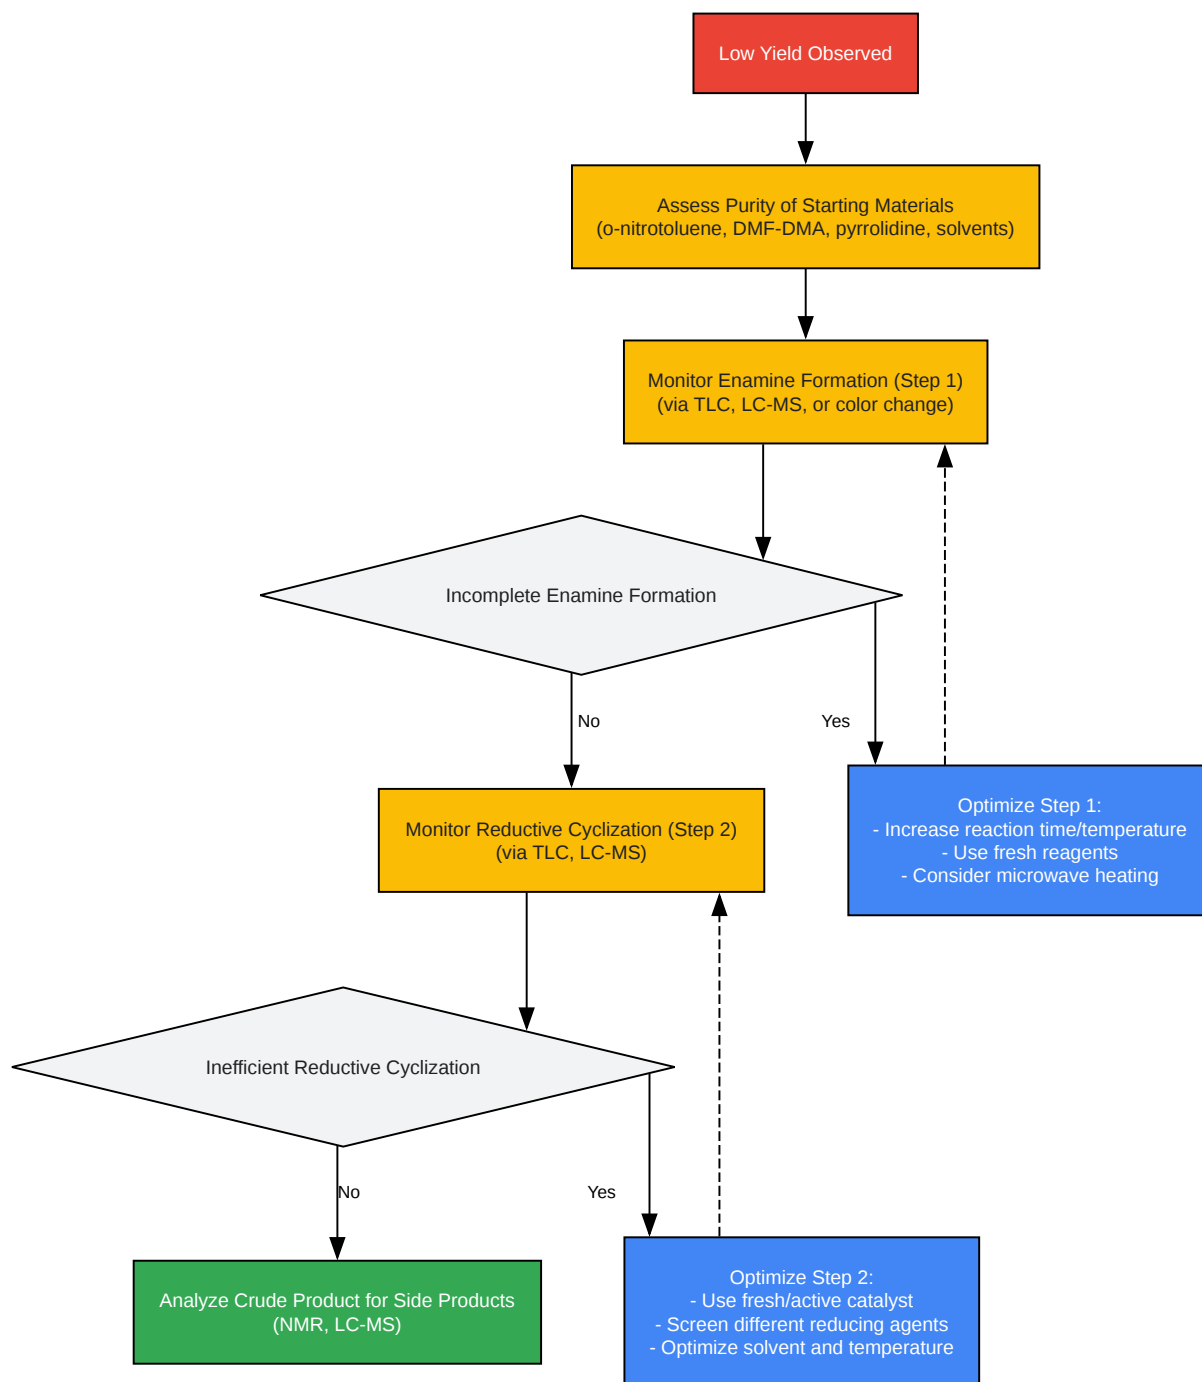 Low Yield Observed
Assess Purity of Starting Materials
(o-nitrotoluene, DMF-DMA, pyrrolidine, solvents)
Monitor Enamine Formation (Step 1)
(via TLC, LC-MS, or color change)
Incomplete Enamine Formation
No
Yes
Optimize Step 1:
- Increase reaction time/temperature
- Use fresh reagents
- Consider microwave heating
Monitor Reductive Cyclization (Step 2)
(via TLC, LC-MS)
Inefficient Reductive Cyclization
No
Yes
Analyze Crude Product for Side Products
(NMR, LC-MS)
Optimize Step 2:
- Use fresh/active catalyst
- Screen different reducing agents
- Optimize solvent and temperature